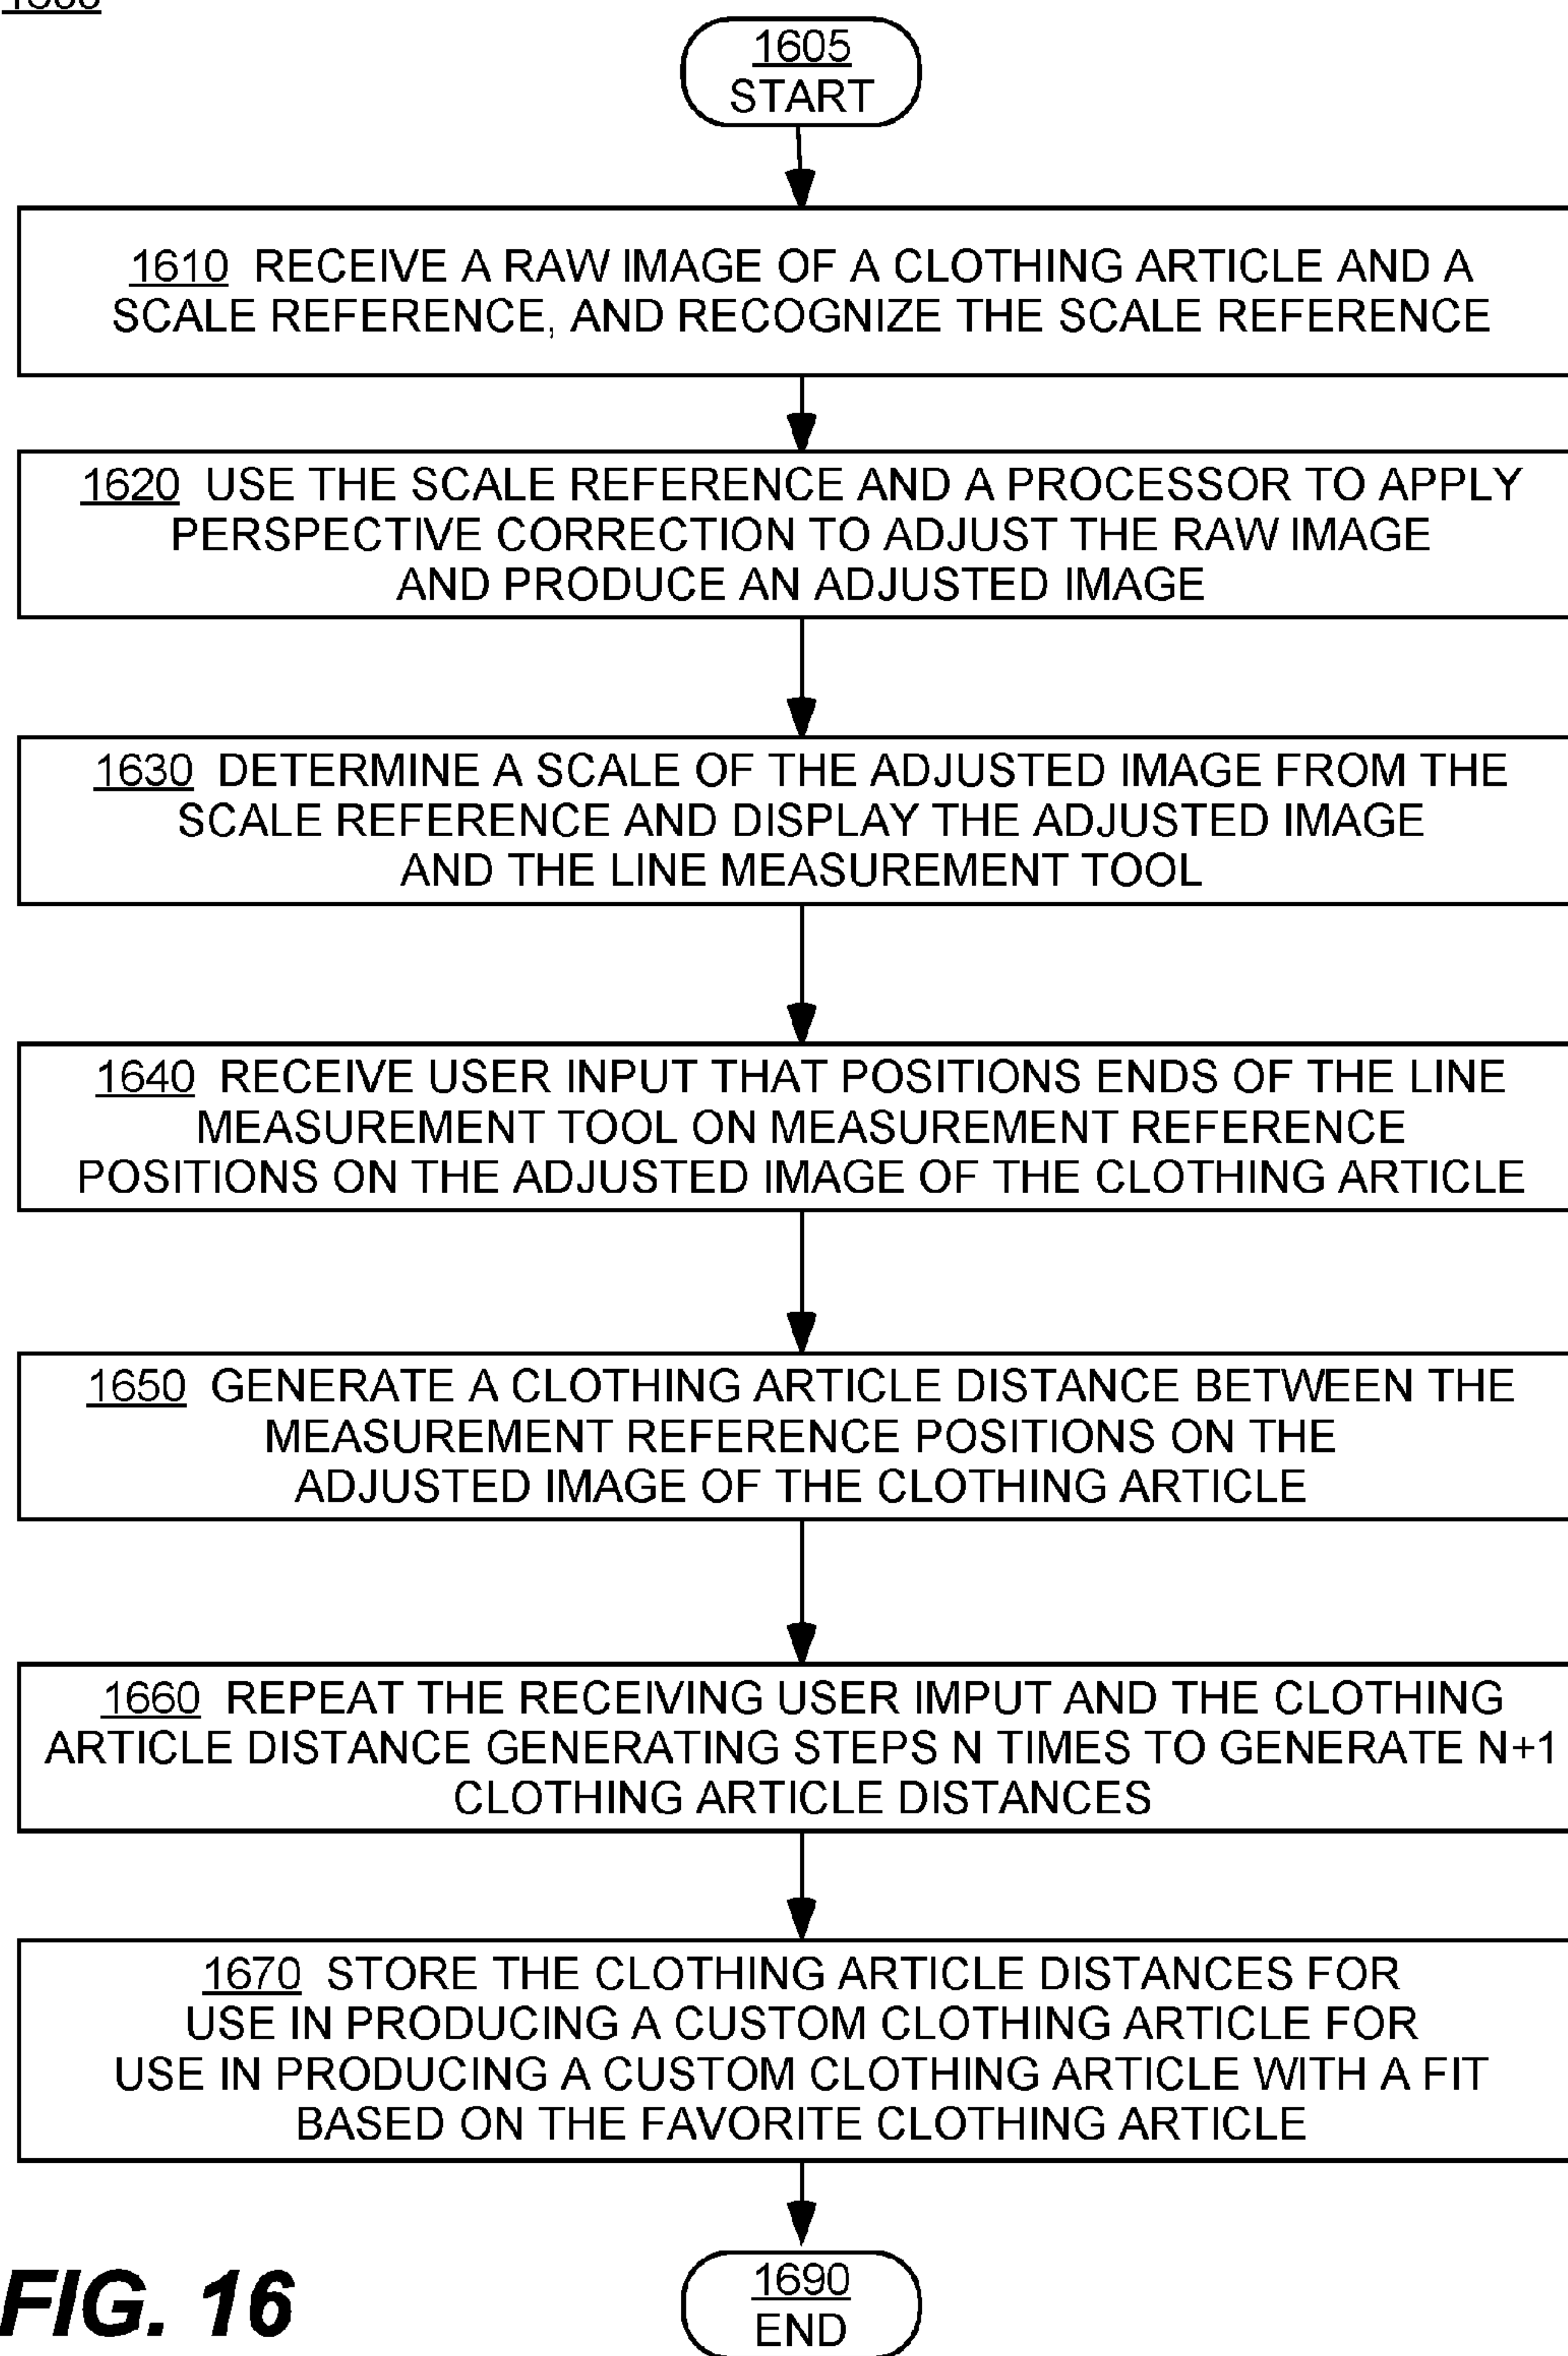 1605
START
1610 RECEIVE A RAW IMAGE OF A CLOTHING ARTICLE AND A
SCALE REFERENCE, AND RECOGNIZE THE SCALE REFERENCE
1620 USE THE SCALE REFERENCE AND A PROCESSOR TO APPLY
PERSPECTIVE CORRECTION TO ADJUST THE RAW IMAGE
AND PRODUCE AN ADJUSTED IMAGE
1630 DETERMINE A SCALE OF THE ADJUSTED IMAGE FROM THE
SCALE REFERENCE AND DISPLAY THE ADJUSTED IMAGE
AND THE LINE MEASUREMENT TOOL
1640 RECEIVE USER INPUT THAT POSITIONS ENDS OF THE LINE
MEASUREMENT TOOL ON MEASUREMENT REFERENCE
POSITIONS ON THE ADJUSTED IMAGE OF THE CLOTHING ARTICLE
1650 GENERATE A CLOTHING ARTICLE DISTANCE BETWEEN THE
MEASUREMENT REFERENCE POSITIONS ON THE
ADJUSTED IMAGE OF THE CLOTHING ARTICLE
1660 REPEAT THE RECEIVING USER IMPUT AND THE CLOTHING
ARTICLE DISTANCE GENERATING STEPS N TIMES TO GENERATE N+1
CLOTHING ARTICLE DISTANCES
1670 STORE THE CLOTHING ARTICLE DISTANCES FOR
USE IN PRODUCING A CUSTOM CLOTHING ARTICLE FOR
USE IN PRODUCING A CUSTOM CLOTHING ARTICLE WITH A FIT
BASED ON THE FAVORITE CLOTHING ARTICLE
1690
END
FIG. 16